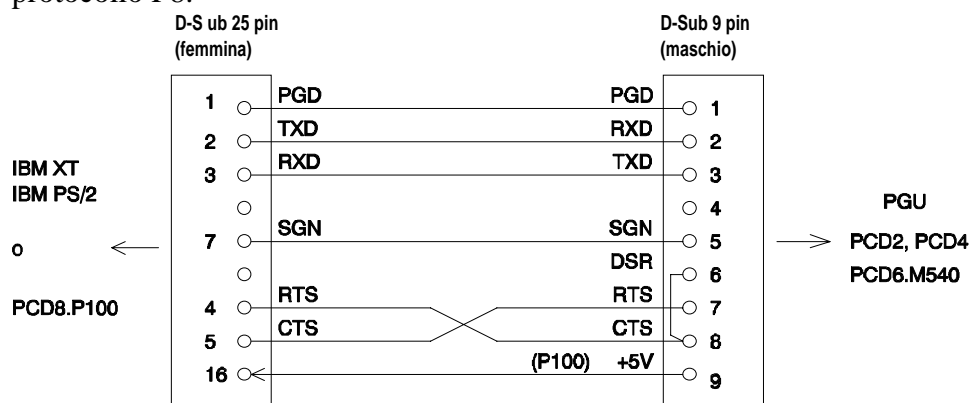 protocollo P8.
D-S ub 25 pin
(femmina)
D-Sub 9 pin
(maschio)
1 PGD PGD 1
2 TXD RXD 2
3 RXD TXD 3
4
7 SGN SGN 5
DSR 6
4 RTS RTS 7
5 CTS CTS 8
16 (P100) +5V 9
IBM XT
IBM PS/2
o
PCD8.P100
PGU
PCD2, PCD4
PCD6.M540